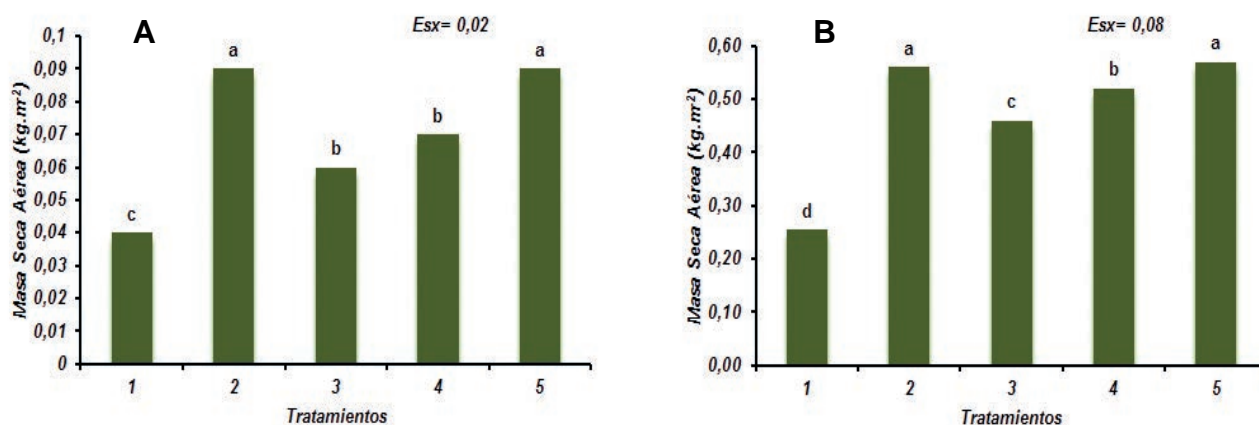 A
Esx= 0,02
Masa Seca Aérea (kg.m²)
0,1
0,09
0,08
0,07
0,06
0,05
0,04
0,03
0,02
0,01
0
c
a
b
b
a
1 2 3 4 5
Tratamientos
B
Esx= 0,08
Masa Seca Aérea (kg.m²)
0,60
0,50
0,40
0,30
0,20
0,10
0,00
d
a
c
b
a
1 2 3 4 5
Tratamientos